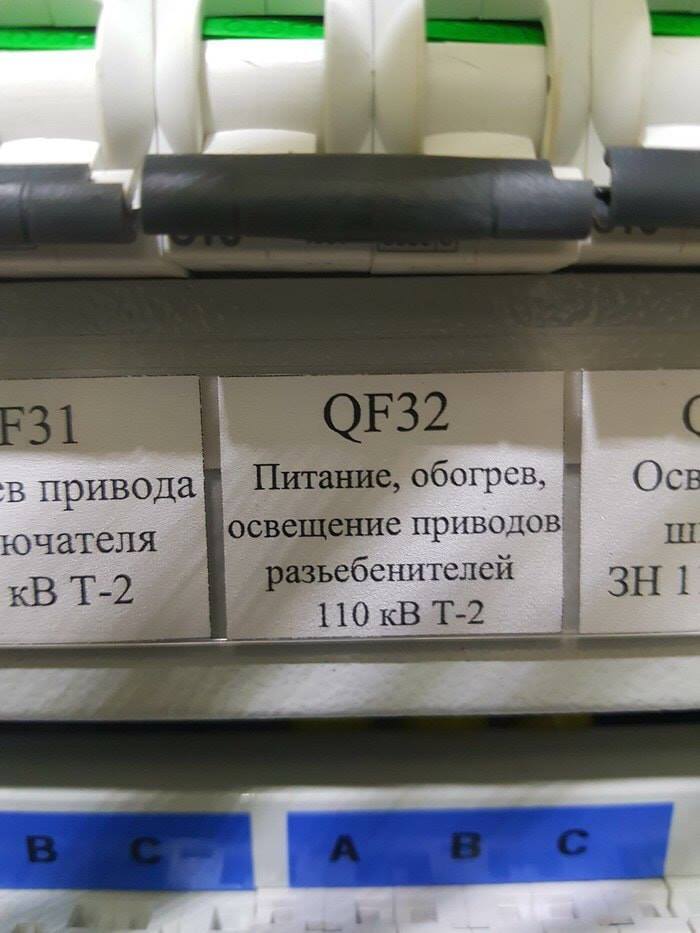 F31
ев привода
ючателя
кВ Т-2
QF32
Питание, обогрев,
освещение приводов
разьебенителей
110 кВ Т-2
Осв
ш
ЗН 1
B C
A B C